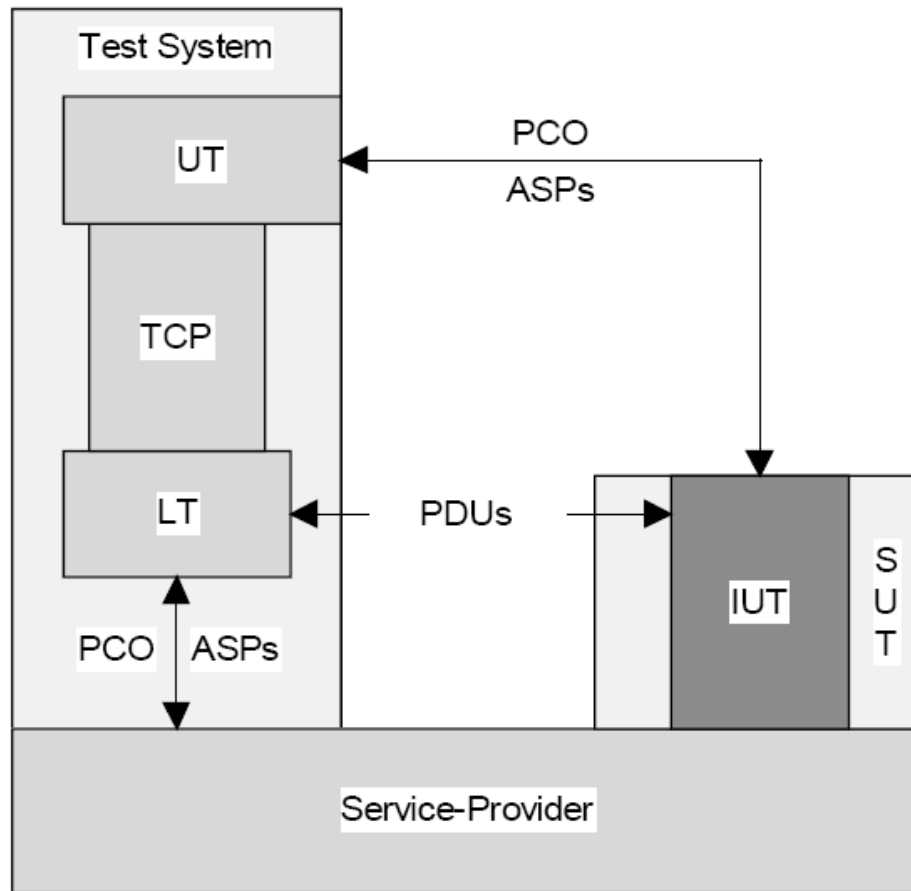 Test System
UT
PCO
ASPs
TCP
LT
PDUs
IUT
S
U
T
PCO ASPs
Service-Provider